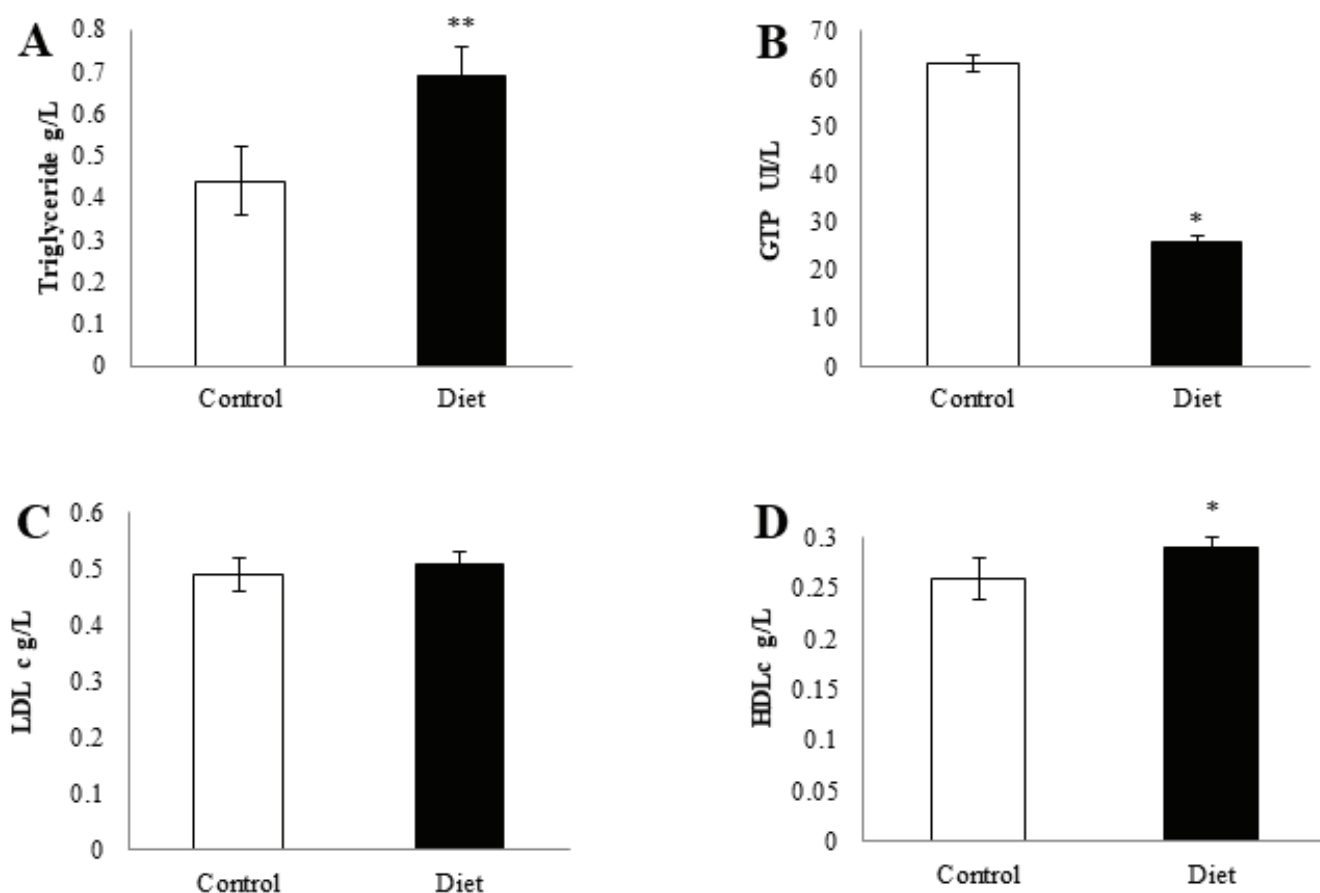 A
Triglyceride g/L
0.8
0.7
0.6
0.5
0.4
0.3
0.2
0.1
0
**
Control Diet
B
GTP UI/L
70
60
50
40
30
20
10
0
*
Control Diet
C
LDL c g/L
0.6
0.5
0.4
0.3
0.2
0.1
0
Control Diet
D
HDLc g/L
0.3
0.25
0.2
0.15
0.1
0.05
0
*
Control Diet